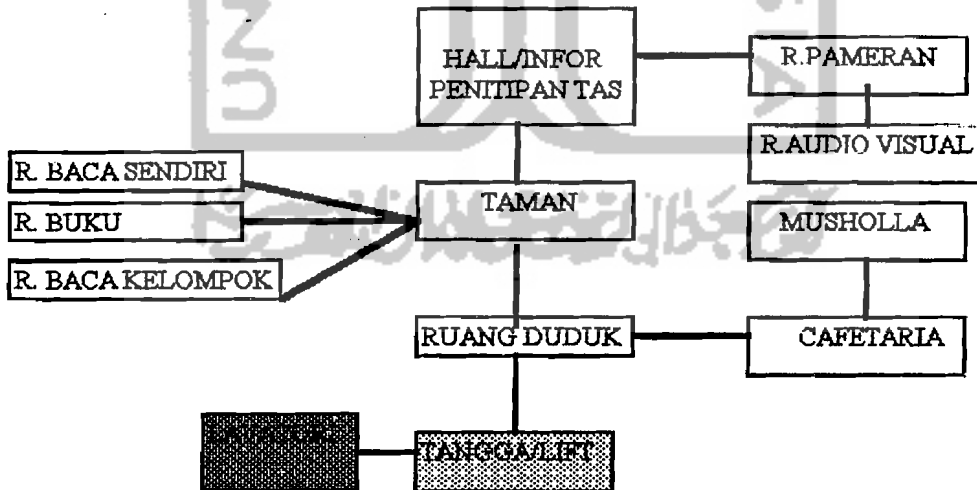 HALL/INFOR
PENITIPAN TAS
R.PAMERAN
R.AUDIO VISUAL
R. BACA SENDIRI
R. BUKU
R. BACA KELOMPOK
TAMAN
MUSHOLLA
RUANG DUDUK
CAFETARIA
TANGGA/LIFT